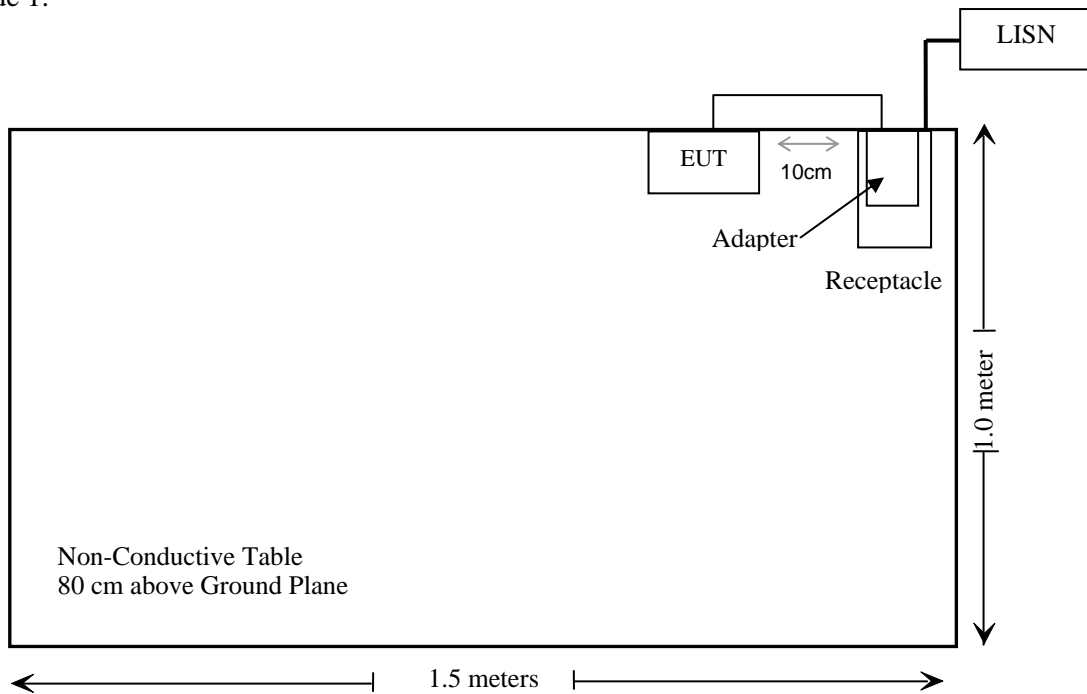 LISN
EUT
10cm
Adapter
Receptacle
1.0 meter
Non-Conductive Table
80 cm above Ground Plane
1.5 meters